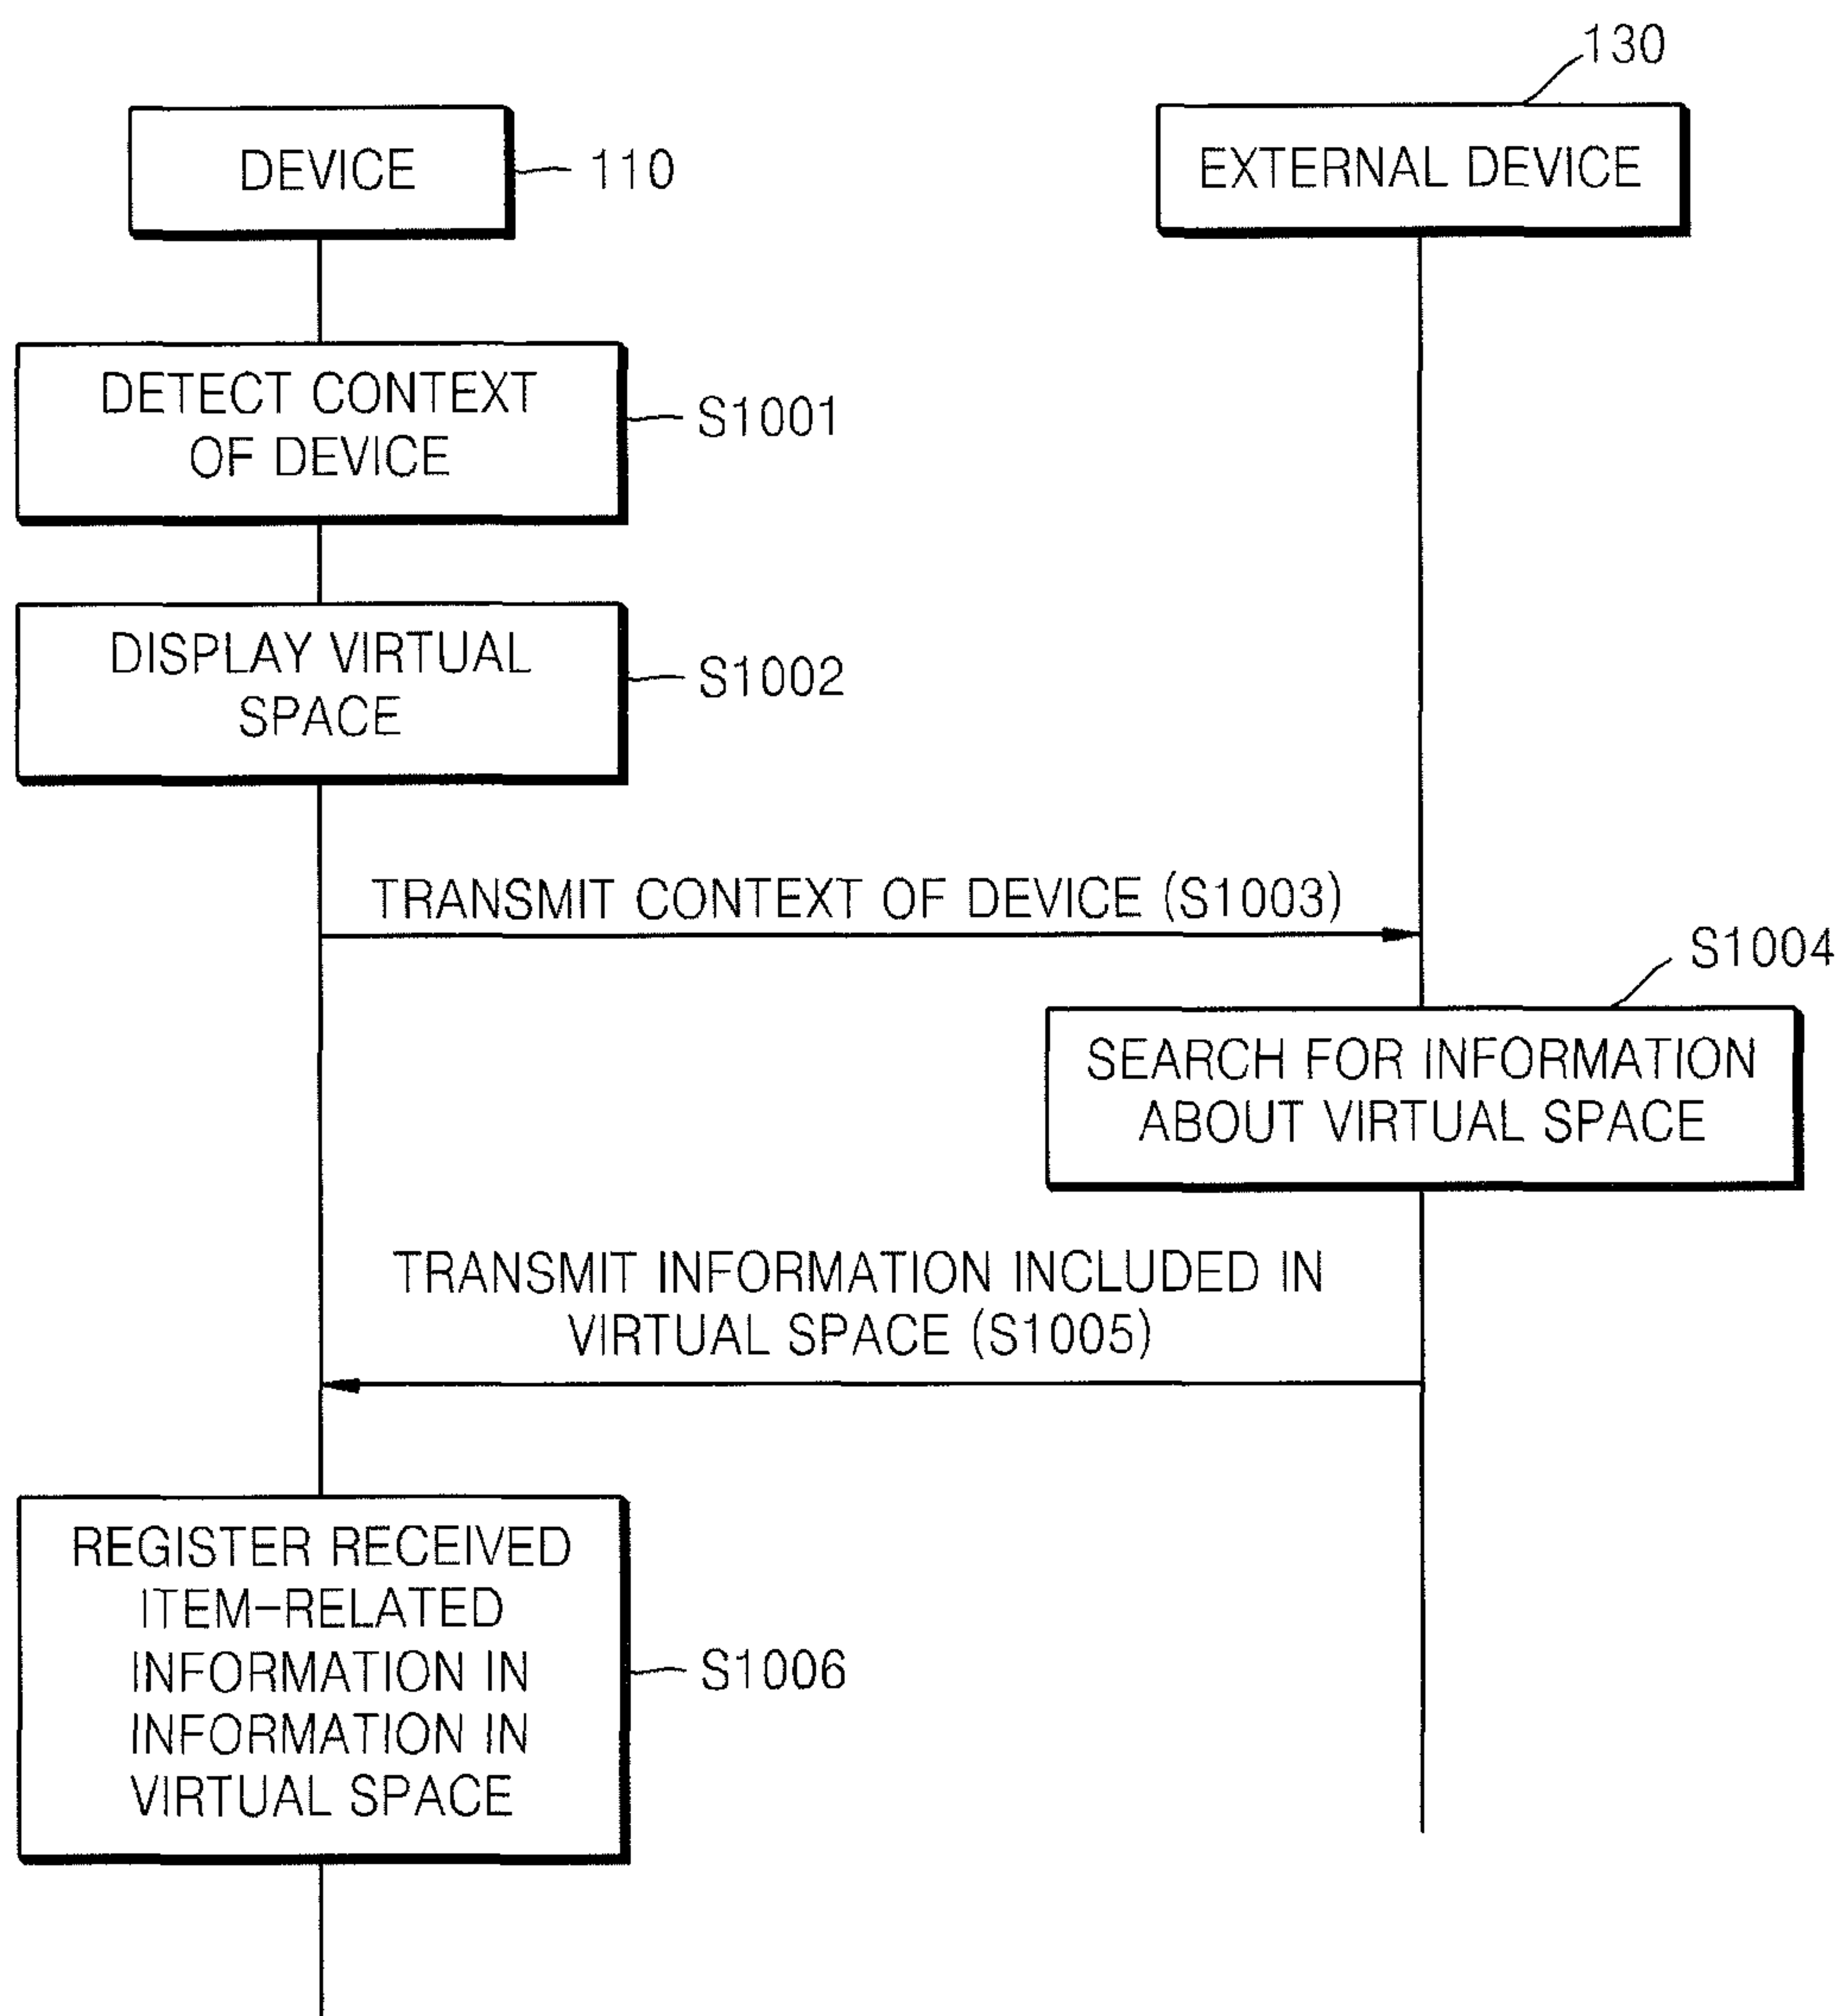 130
DEVICE
110
EXTERNAL DEVICE
DETECT CONTEXT
OF DEVICE
S1001
DISPLAY VIRTUAL
SPACE
S1002
TRANSMIT CONTEXT OF DEVICE (S1003)
S1004
SEARCH FOR INFORMATION
ABOUT VIRTUAL SPACE
TRANSMIT INFORMATION INCLUDED IN
VIRTUAL SPACE (S1005)
REGISTER RECEIVED
ITEM-RELATED
INFORMATION IN
INFORMATION IN
VIRTUAL SPACE
S1006